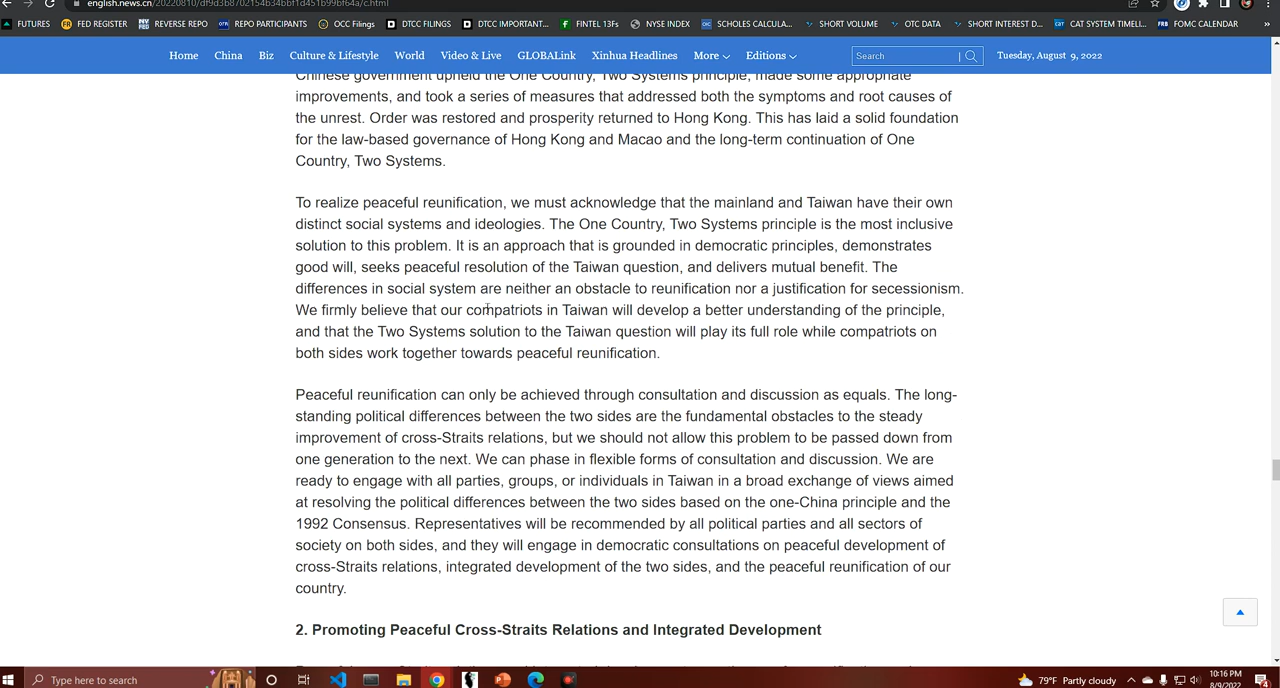 english.news.cn/20220810/df9d3b8702154b34bbf1d451b99bf64a/c.html
FUTURES FED REGISTER REVERSE REPO REPO PARTICIPANTS OCC Filings DTCC FILINGS DTCC IMPORTANT... FINTEL 13Fs NYSE INDEX SCHOLES CALCULA... SHORT VOLUME OTC DATA SHORT INTEREST D... CAT SYSTEM TIMELI... FOMC CALENDAR »
Home China Biz Culture & Lifestyle World Video & Live GLOBALink Xinhua Headlines More Editions Search Tuesday, August 9, 2022
Chinese government upheld the One Country, Two Systems principle, made some appropriate
improvements, and took a series of measures that addressed both the symptoms and root causes of
the unrest. Order was restored and prosperity returned to Hong Kong. This has laid a solid foundation
for the law-based governance of Hong Kong and Macao and the long-term continuation of One
Country, Two Systems.
To realize peaceful reunification, we must acknowledge that the mainland and Taiwan have their own
distinct social systems and ideologies. The One Country, Two Systems principle is the most inclusive
solution to this problem. It is an approach that is grounded in democratic principles, demonstrates
good will, seeks peaceful resolution of the Taiwan question, and delivers mutual benefit. The
differences in social system are neither an obstacle to reunification nor a justification for secessionism.
We firmly believe that our compatriots in Taiwan will develop a better understanding of the principle,
and that the Two Systems solution to the Taiwan question will play its full role while compatriots on
both sides work together towards peaceful reunification.
Peaceful reunification can only be achieved through consultation and discussion as equals. The long-
standing political differences between the two sides are the fundamental obstacles to the steady
improvement of cross-Straits relations, but we should not allow this problem to be passed down from
one generation to the next. We can phase in flexible forms of consultation and discussion. We are
ready to engage with all parties, groups, or individuals in Taiwan in a broad exchange of views aimed
at resolving the political differences between the two sides based on the one-China principle and the
1992 Consensus. Representatives will be recommended by all political parties and all sectors of
society on both sides, and they will engage in democratic consultations on peaceful development of
cross-Straits relations, integrated development of the two sides, and the peaceful reunification of our
country.
2. Promoting Peaceful Cross-Straits Relations and Integrated Development
Type here to search
79°F Partly cloudy
10:16 PM
8/9/2022